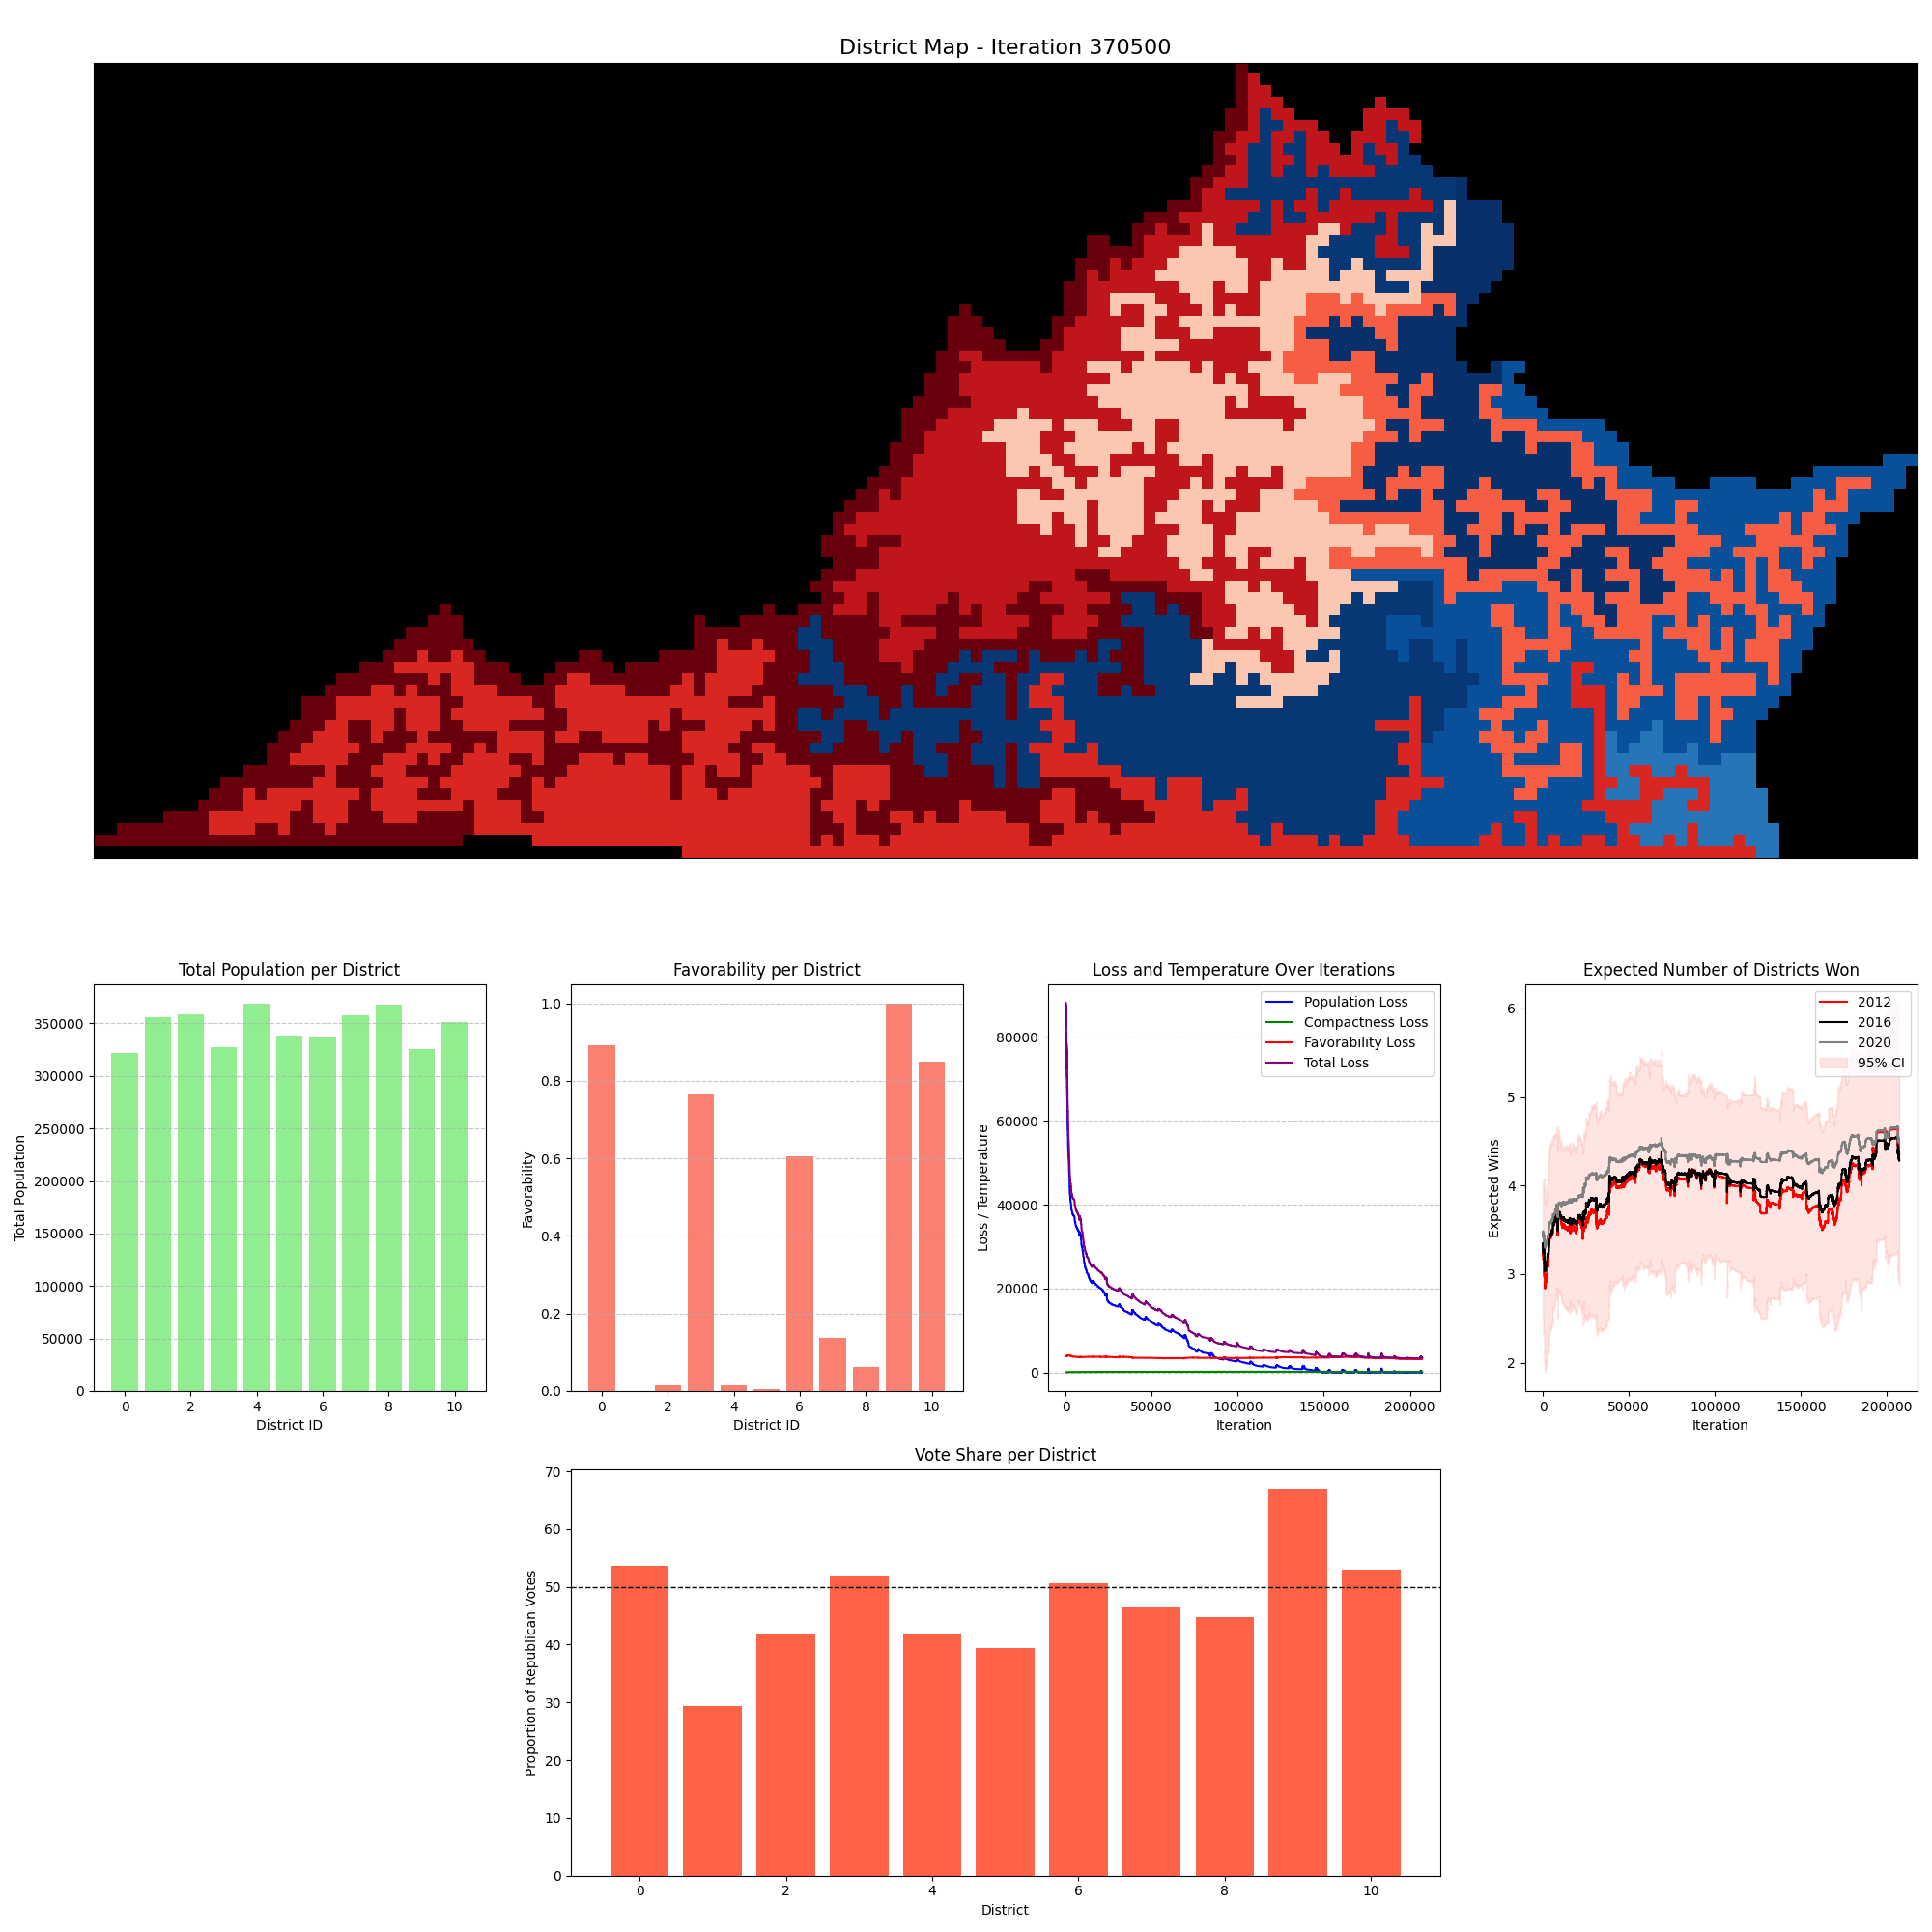 District Map - Iteration 370500
Total Population per District
Total Population
350000
300000
250000
200000
150000
100000
50000
0
0 2 4 6 8 10
District ID
Favorability per District
Favorability
1.0
0.8
0.6
0.4
0.2
0.0
0 2 4 6 8 10
District ID
Loss and Temperature Over Iterations
Loss / Temperature
80000
60000
40000
20000
0
Population Loss
Compactness Loss
Favorability Loss
Total Loss
0 50000 100000 150000 200000
Iteration
Expected Number of Districts Won
Expected Wins
6
5
4
3
2
2012
2016
2020
95% CI
0 50000 100000 150000 200000
Iteration
Vote Share per District
Proportion of Republican Votes
70
60
50
40
30
20
10
0
0 2 4 6 8 10
District